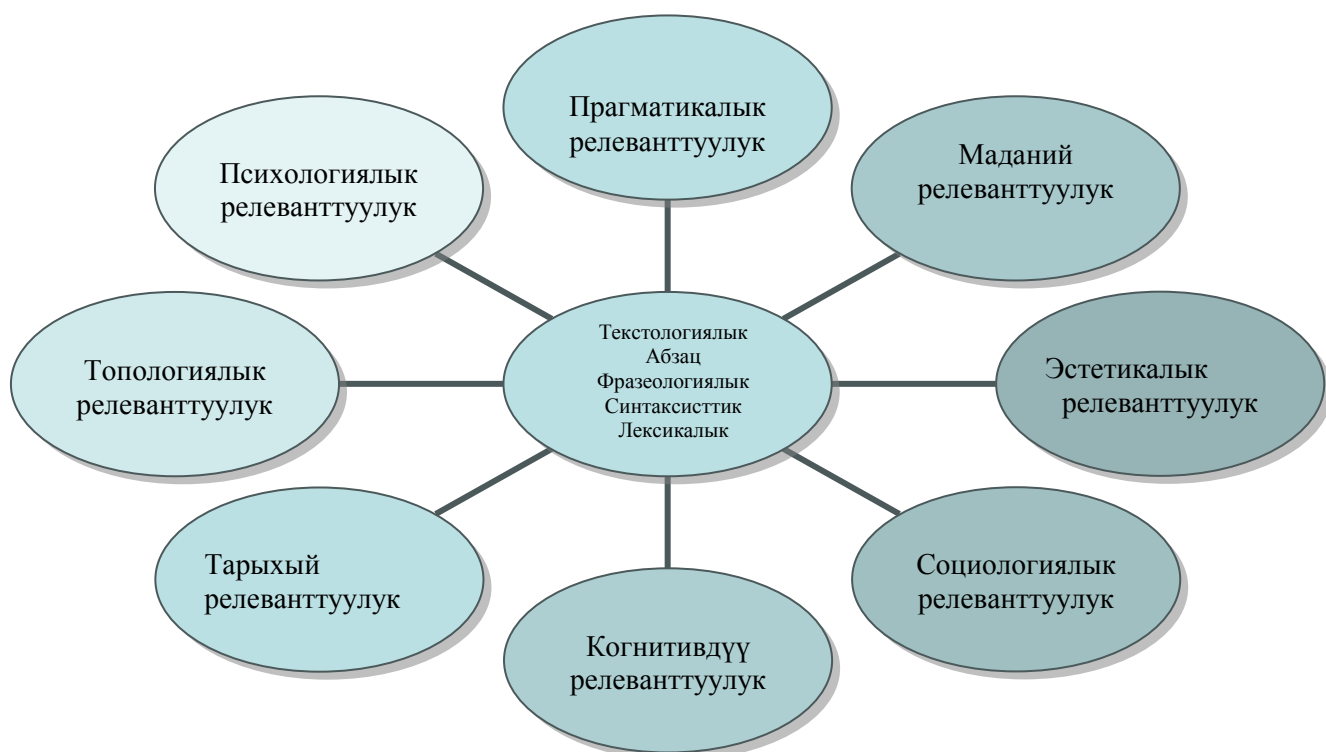 Прагматикалык
релеванттуулук
Психологиялык
релеванттуулук
Маданий
релеванттуулук
Топологиялык
релеванттуулук
Текстологиялык
Абзац
Фразеологиялык
Синтаксисттик
Лексикалык
Эстетикалык
релеванттуулук
Тарыхый
релеванттуулук
Социологиялык
релеванттуулук
Когнитивдүү
релеванттуулук